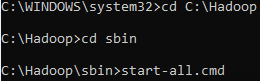 C:\WINDOWS\system32>cd C:\Hadoop
C:\Hadoop>cd sbin
C:\Hadoop\sbin>start-all.cmd